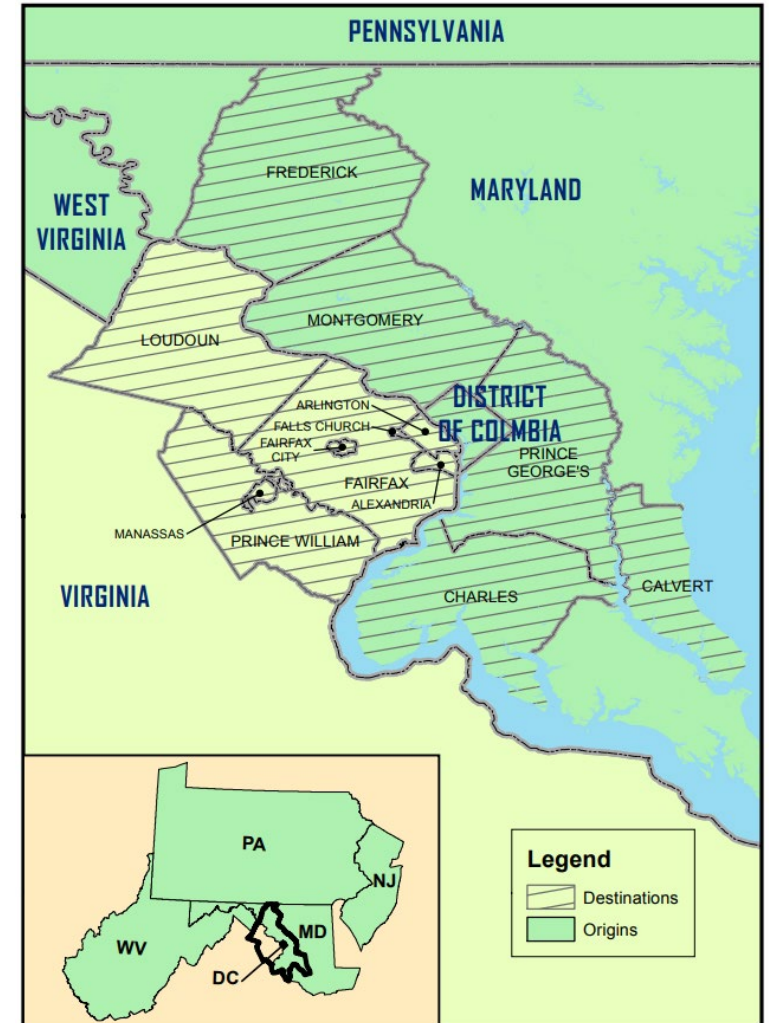 PENNSYLVANIA
FREDERICK
MARYLAND
WEST
VIRGINIA
MONTGOMERY
LOUDOUN
DISTRICT
OF COLMBIA
ARLINGTON
FALLS CHURCH
FAIRFAX
CITY
PRINCE
GEORGE'S
FAIRFAX
ALEXANDRIA
MANASSAS
PRINCE WILLIAM
VIRGINIA
CHARLES
CALVERT
PA
NJ
WV
MD
DC
Legend
Destinations
Origins